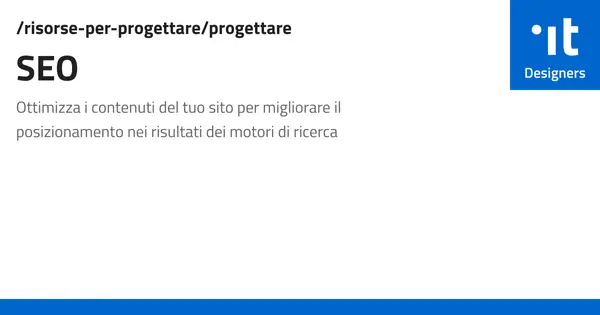 /risorse-per-progettare/progettare
SEO
Ottimizza i contenuti del tuo sito per migliorare il
posizionamento nei risultati dei motori di ricerca
it
Designers